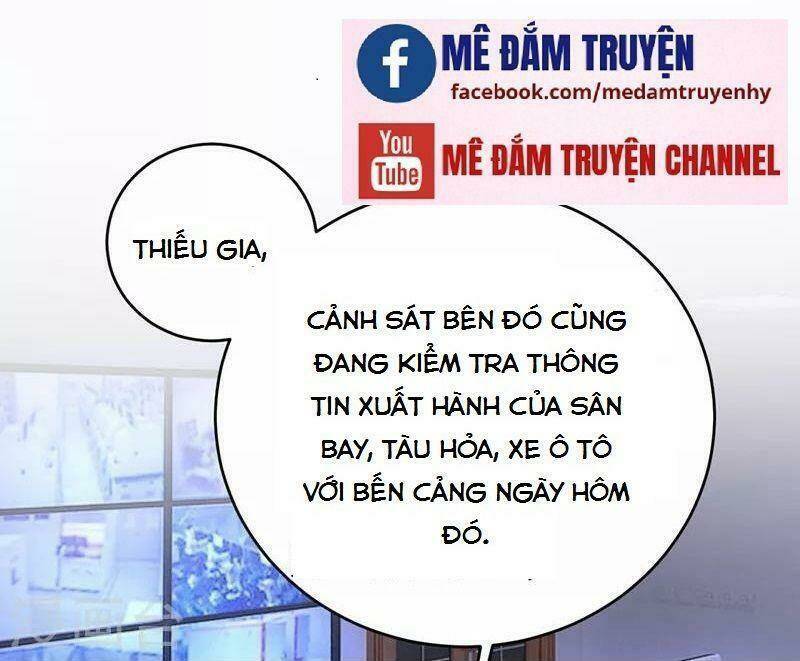 MÊ ĐẮM TRUYỆN
facebook.com/medamtruyenhy
You
Tube
MÊ ĐẮM TRUYỆN CHANNEL
THIẾU GIA,
CẢNH SÁT BÊN ĐÓ CŨNG
ĐANG KIỂM TRA THÔNG
TIN XUẤT HÀNH CỦA SÂN
BAY, TÀU HỎA, XE Ô TÔ
VỚI BẾN CẢNG NGÀY HÔM
ĐÓ.